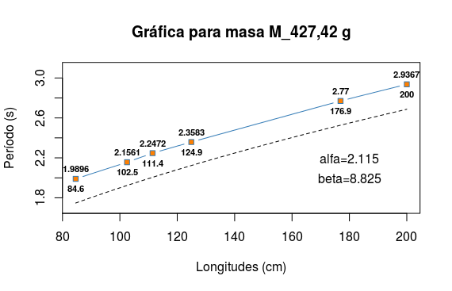 Gráfica para masa M_427,42 g
Período (s)
3.0
2.6
2.2
1.8
1.9896
84.6
2.1561
102.5
2.2472
111.4
2.3583
124.9
2.77
176.9
2.9367
200
alfa=2.115
beta=8.825
80 100 120 140 160 180 200
Longitudes (cm)